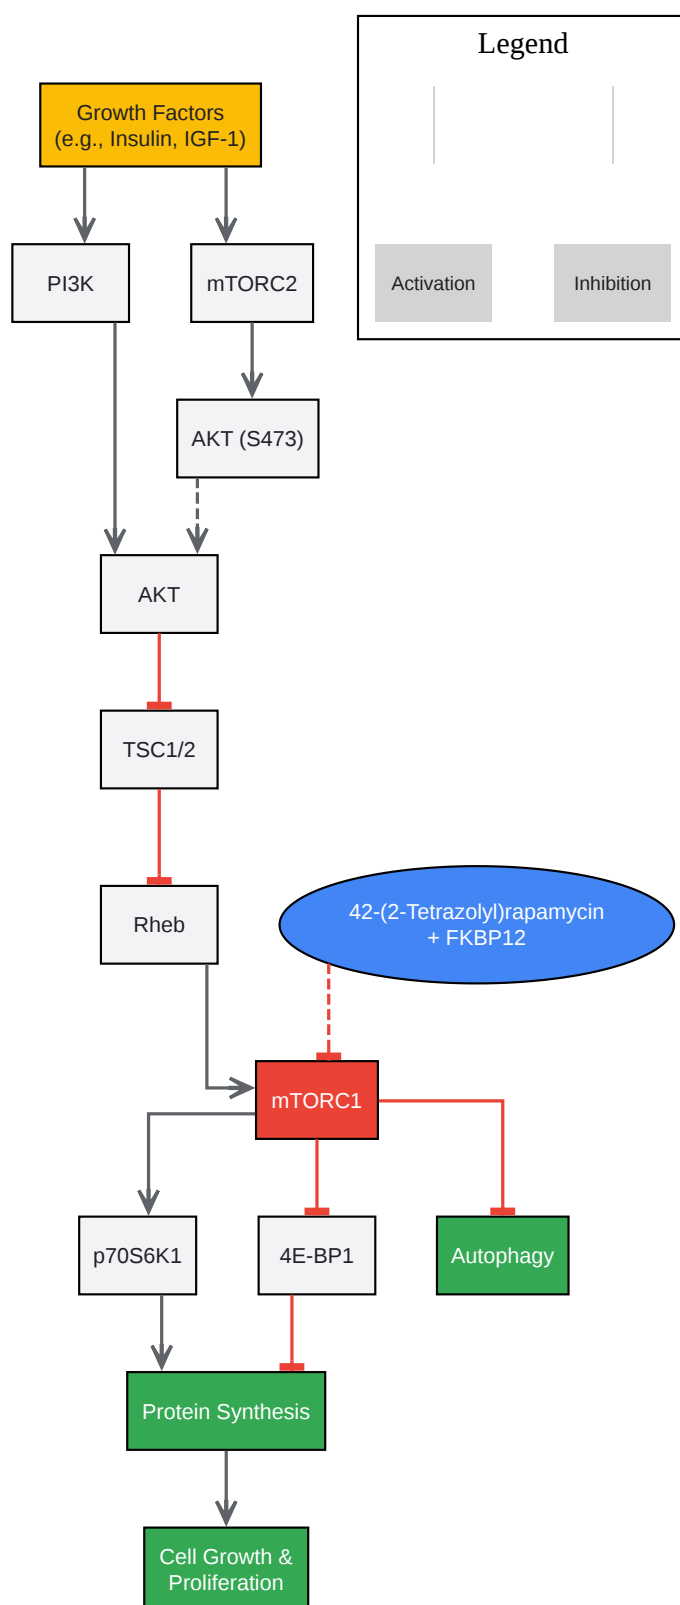 Legend
Growth Factors
(e.g., Insulin, IGF-1)
PI3K
mTORC2
Activation
Inhibition
AKT (S473)
AKT
TSC1/2
Rheb
42-(2-Tetrazolyl)rapamycin
+ FKBP12
mTORC1
p70S6K1
4E-BP1
Autophagy
Protein Synthesis
Cell Growth &
Proliferation